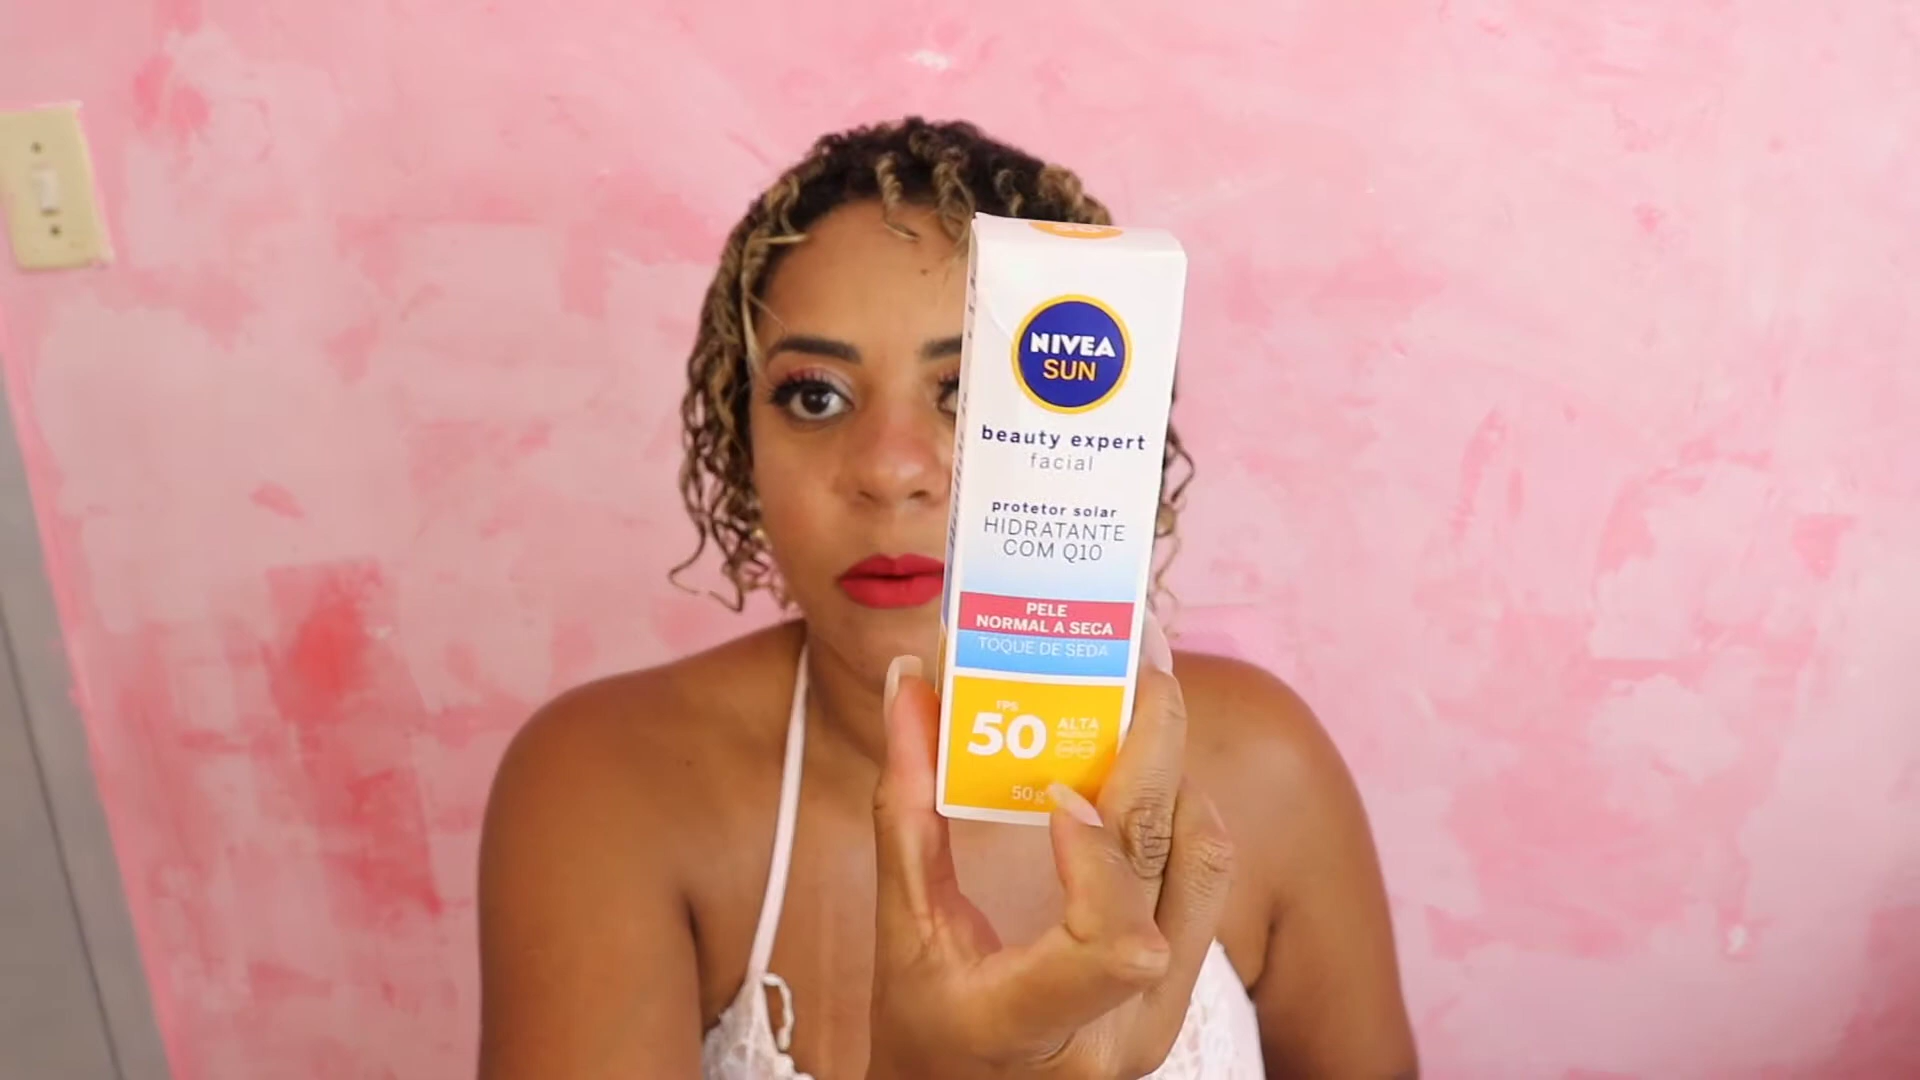 NIVEA
SUN
beauty expert
facial
protetor solar
HIDRATANTE
COM Q10
PELE
NORMAL A SECA
TOQUE DE SEDA
FPS
50
ALTA
50g